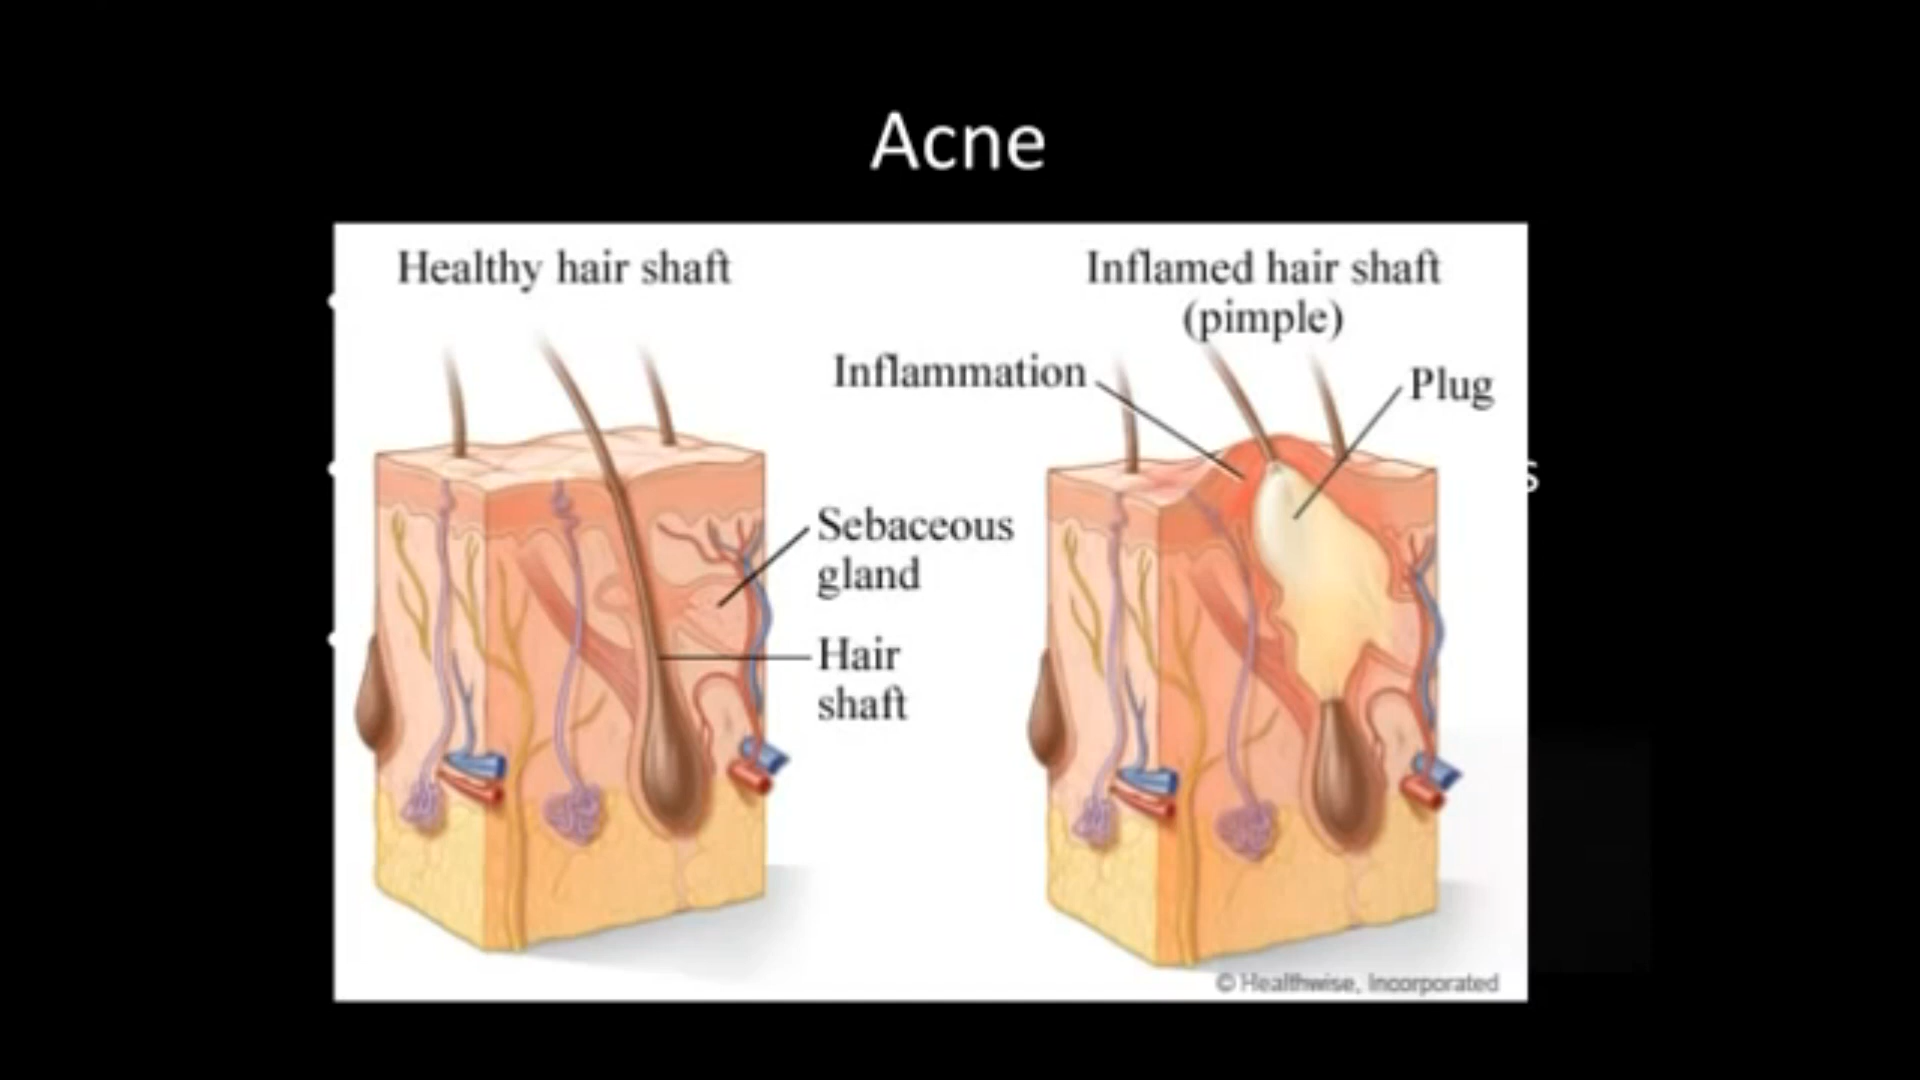 Acne
Healthy hair shaft
Inflamed hair shaft
(pimple)
Inflammation
Plug
Sebaceous
gland
Hair
shaft
© Healthwise, Incorporated